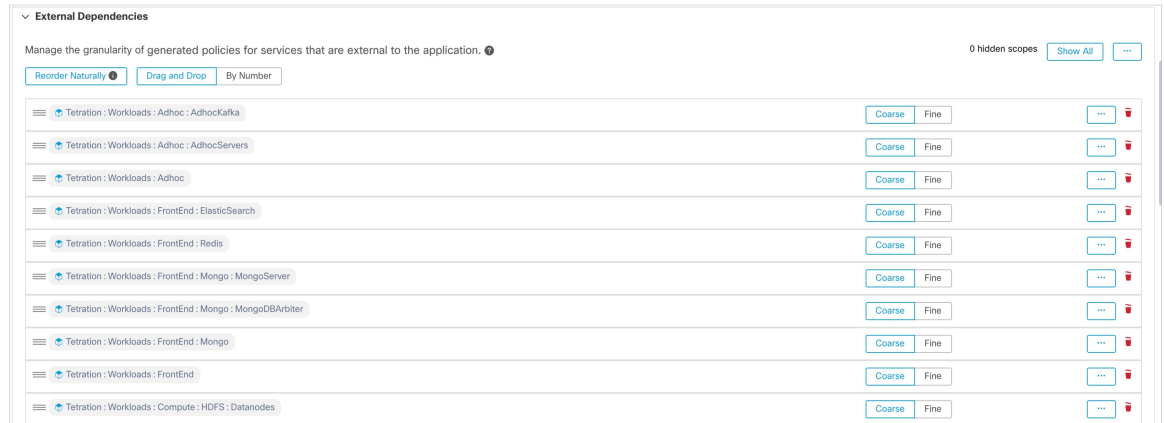 External Dependencies
Manage the granularity of generated policies for services that are external to the application. ?
0 hidden scopes Show All ...
Reorder Naturally i Drag and Drop By Number
Tetration : Workloads : Adhoc : AdhocKafka Coarse Fine ...
Tetration : Workloads : Adhoc : AdhocServers Coarse Fine ...
Tetration : Workloads : Adhoc Coarse Fine ...
Tetration : Workloads : FrontEnd : ElasticSearch Coarse Fine ...
Tetration : Workloads : FrontEnd : Redis Coarse Fine ...
Tetration : Workloads : FrontEnd : Mongo : MongoServer Coarse Fine ...
Tetration : Workloads : FrontEnd : Mongo : MongoDBArbiter Coarse Fine ...
Tetration : Workloads : FrontEnd : Mongo Coarse Fine ...
Tetration : Workloads : FrontEnd Coarse Fine ...
Tetration : Workloads : Compute : HDFS : Datanodes Coarse Fine ...